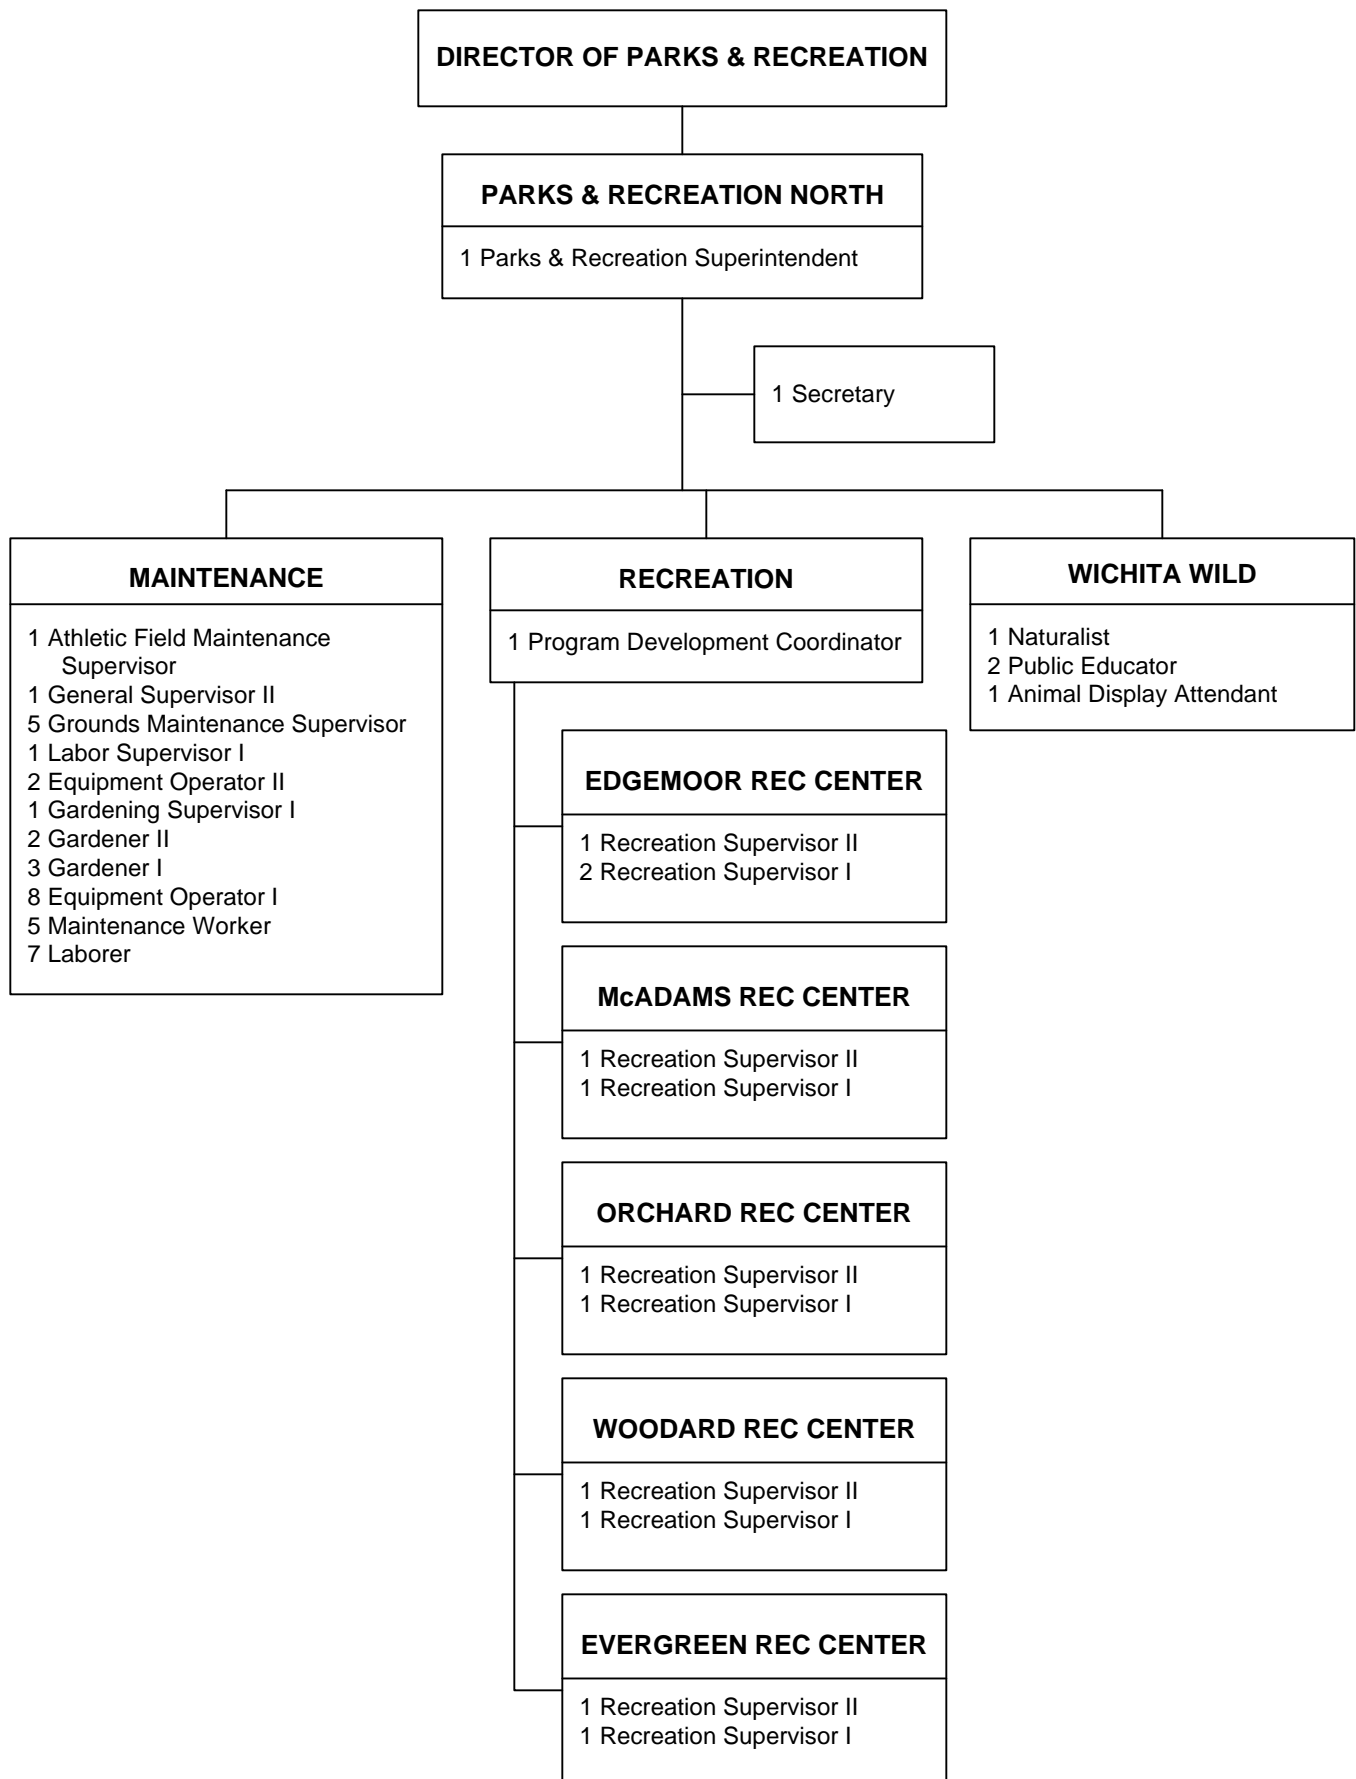 DIRECTOR OF PARKS & RECREATION
PARKS & RECREATION NORTH
1 Parks & Recreation Superintendent
1 Secretary
MAINTENANCE
1 Athletic Field Maintenance
Supervisor
1 General Supervisor II
5 Grounds Maintenance Supervisor
1 Labor Supervisor I
2 Equipment Operator II
1 Gardening Supervisor I
2 Gardener II
3 Gardener I
8 Equipment Operator I
5 Maintenance Worker
7 Laborer
RECREATION
1 Program Development Coordinator
EDGEMOOR REC CENTER
1 Recreation Supervisor II
2 Recreation Supervisor I
McADAMS REC CENTER
1 Recreation Supervisor II
1 Recreation Supervisor I
ORCHARD REC CENTER
1 Recreation Supervisor II
1 Recreation Supervisor I
WOODARD REC CENTER
1 Recreation Supervisor II
1 Recreation Supervisor I
EVERGREEN REC CENTER
1 Recreation Supervisor II
1 Recreation Supervisor I
WICHITA WILD
1 Naturalist
2 Public Educator
1 Animal Display Attendant